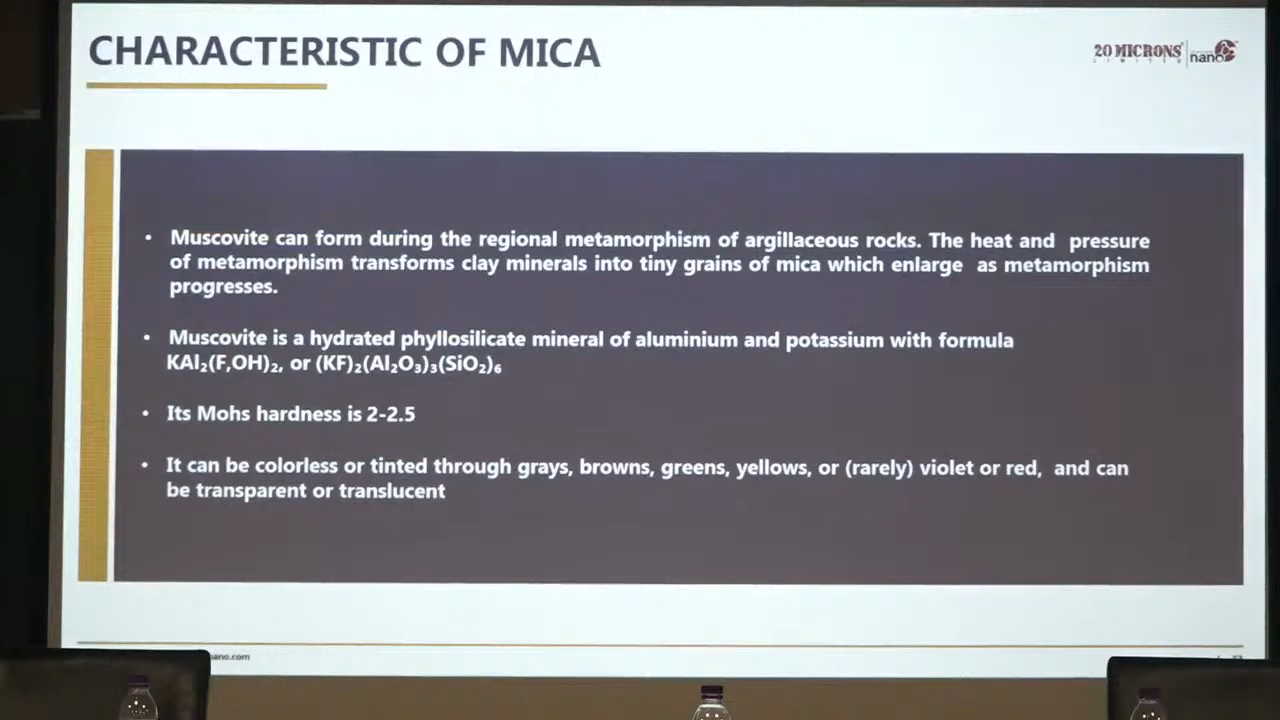 CHARACTERISTIC OF MICA
20 MICRONS
LIMITED
nano
• Muscovite can form during the regional metamorphism of argillaceous rocks. The heat and pressure
of metamorphism transforms clay minerals into tiny grains of mica which enlarge as metamorphism
progresses.
• Muscovite is a hydrated phyllosilicate mineral of aluminium and potassium with formula
KAl₂(F,OH)₂, or (KF)₂(Al₂O₃)₃(SiO₂)₆
• Its Mohs hardness is 2-2.5
• It can be colorless or tinted through grays, browns, greens, yellows, or (rarely) violet or red, and can
be transparent or translucent
nano.com